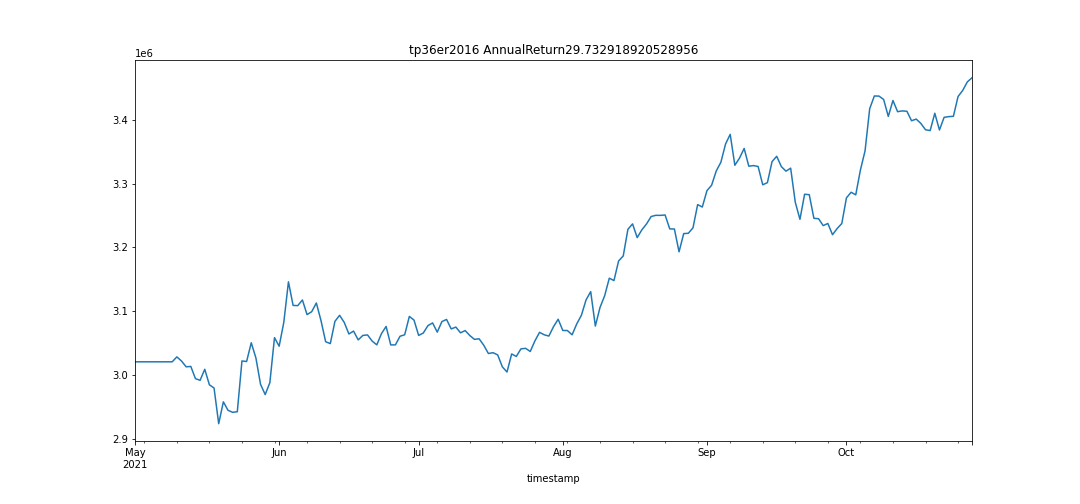 tp36er2016 AnnualReturn29.732918920528956
1e6
3.4
3.3
3.2
3.1
3.0
2.9
May Jun Jul Aug Sep Oct
2021
timestamp